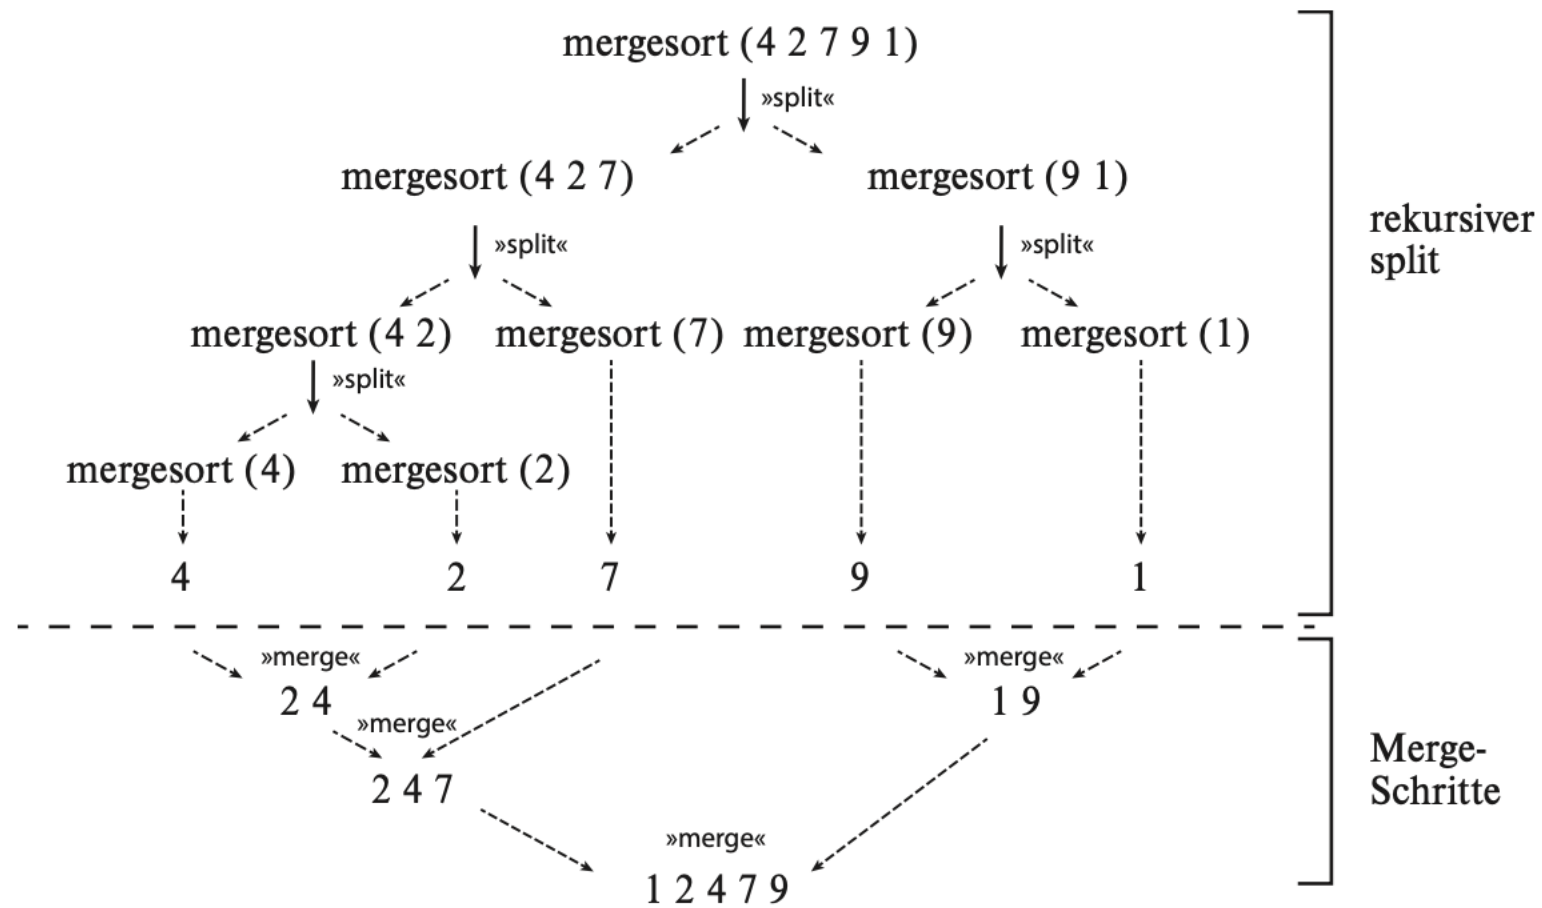 mergesort (4 2 7 9 1)
»split«
mergesort (4 2 7)
mergesort (9 1)
»split«
»split«
rekursiver
split
mergesort (4 2)
mergesort (7)
mergesort (9)
mergesort (1)
»split«
mergesort (4)
mergesort (2)
4
2
7
9
1
»merge«
»merge«
2 4
1 9
»merge«
2 4 7
Merge-
Schritte
»merge«
1 2 4 7 9